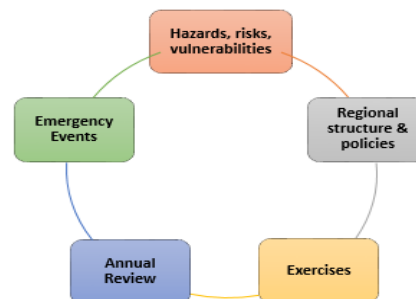 Hazards, risks,
vulnerabilities
Regional
structure &
policies
Exercises
Annual
Review
Emergency
Events